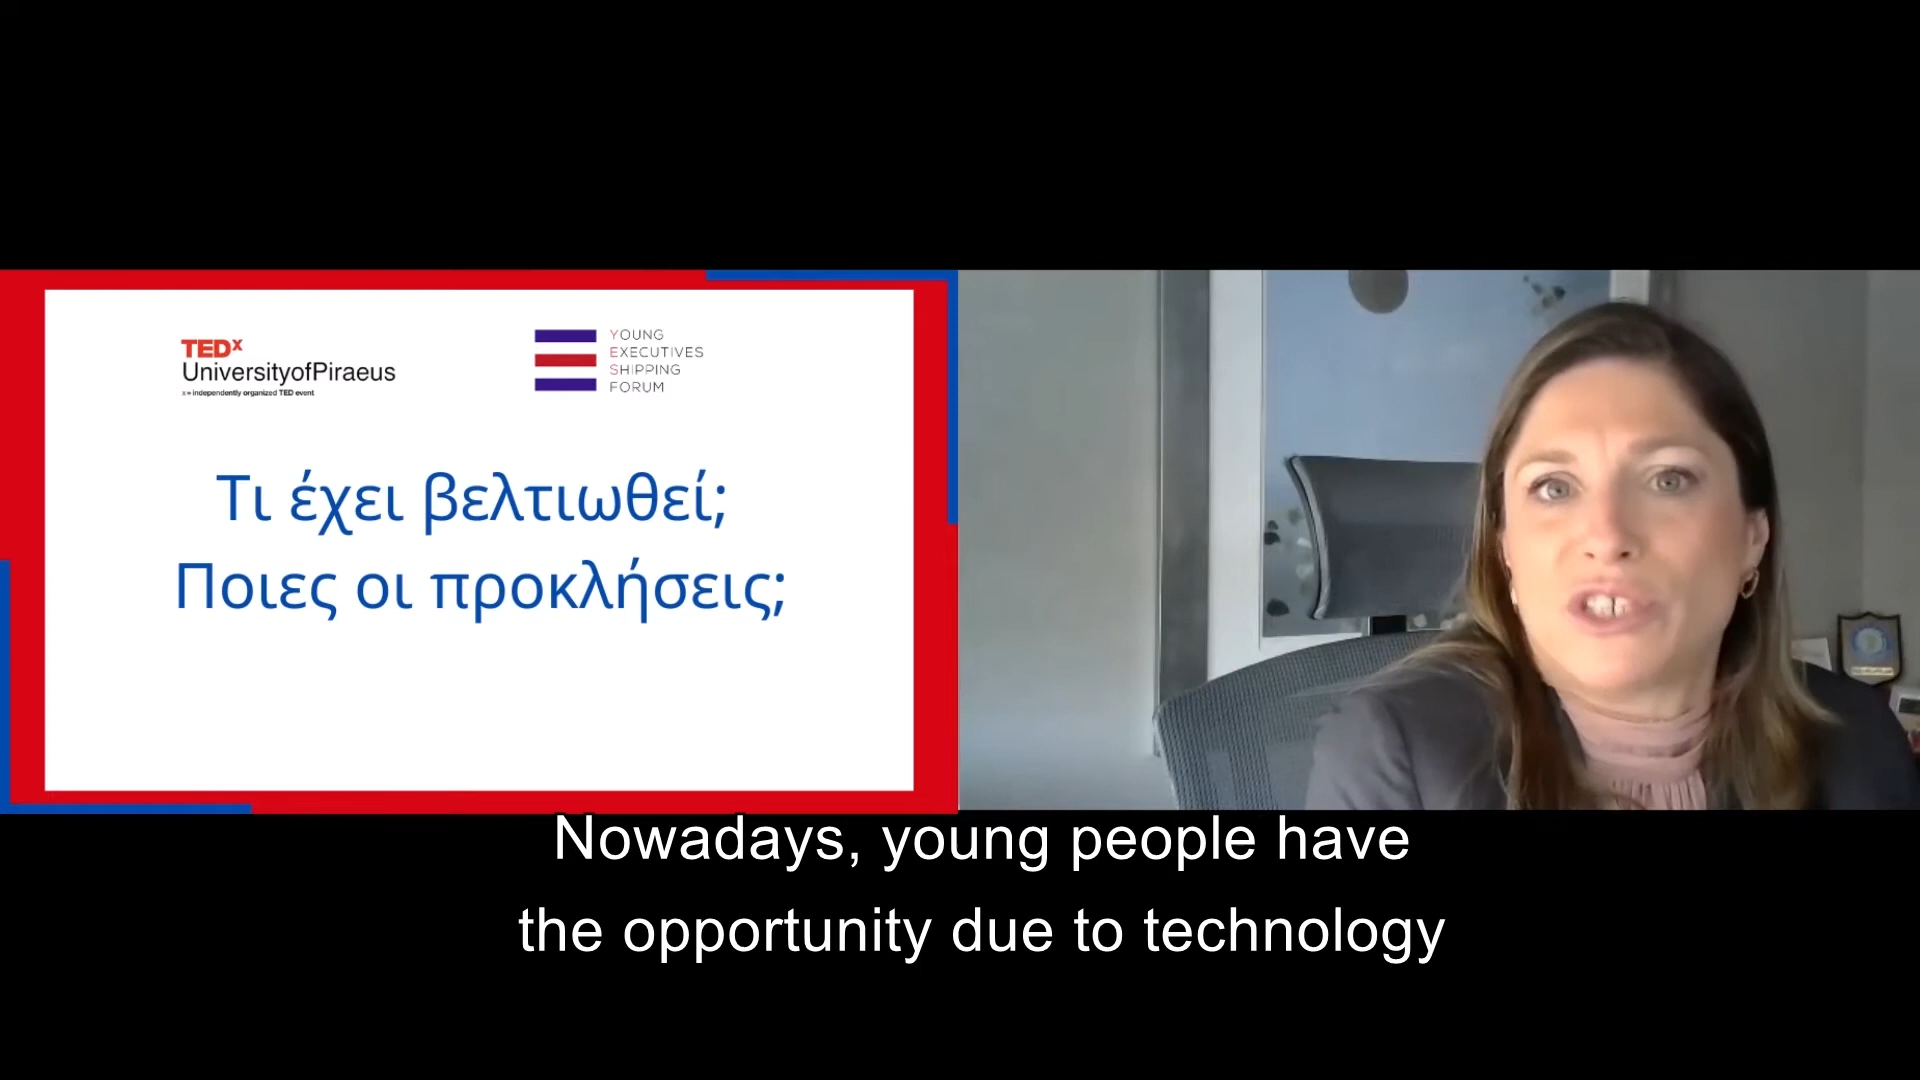 TEDx
UniversityofPiraeus
x = independently organized TED event
YOUNG
EXECUTIVES
SHIPPING
FORUM
Τι έχει βελτιωθεί;
Ποιες οι προκλήσεις;
Nowadays, young people have
the opportunity due to technology